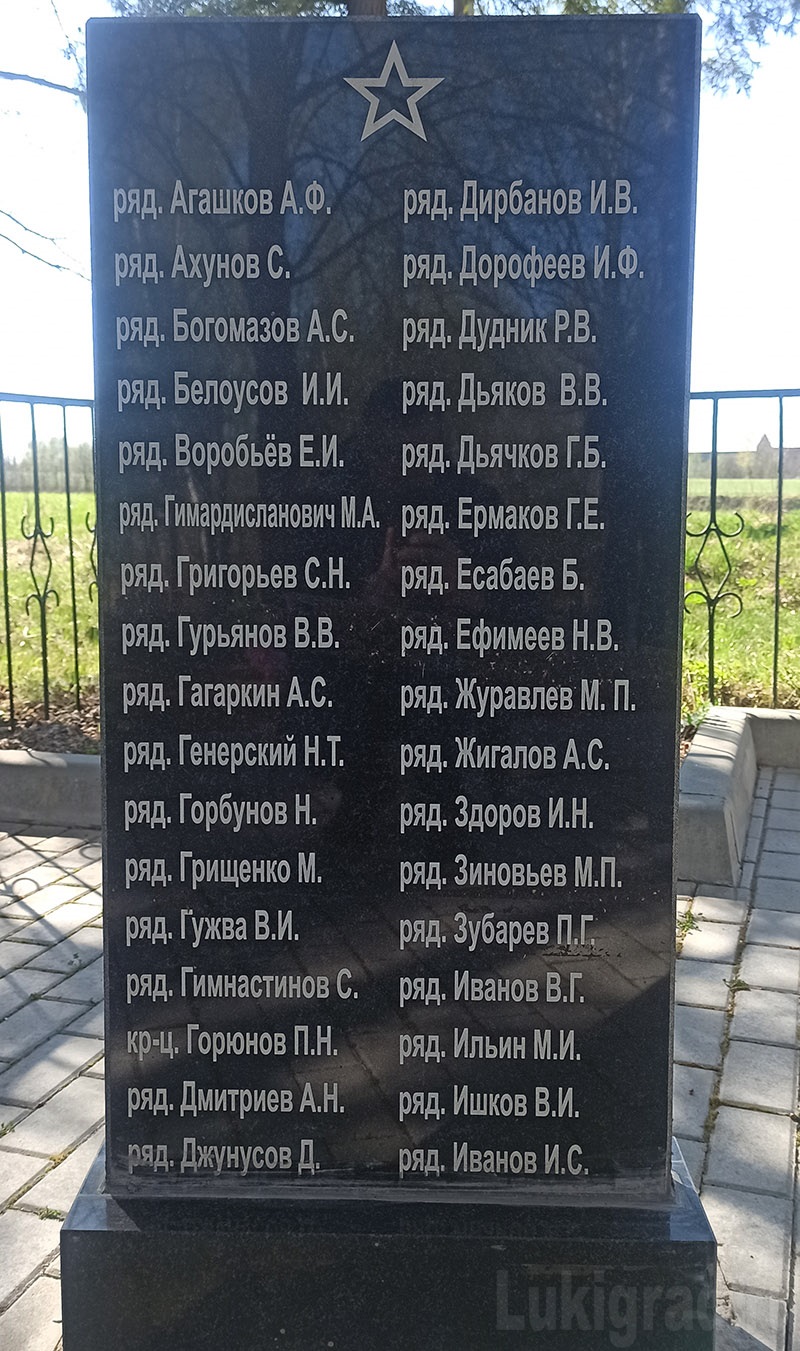 ряд. Агашков А.Ф.
ряд. Ахунов С.
ряд. Богомазов А.С.
ряд. Белоусов И.И.
ряд. Воробьёв Е.И.
ряд. Гимардисланович М.А.
ряд. Григорьев С.Н.
ряд. Гурьянов В.В.
ряд. Гагаркин А.С.
ряд. Генерский Н.Т.
ряд. Горбунов Н.
ряд. Грищенко М.
ряд. Гужва В.И.
ряд. Гимнастинов С.
кр-ц. Горюнов П.Н.
ряд. Дмитриев А.Н.
ряд. Джунусов Д.
ряд. Дирбанов И.В.
ряд. Дорофеев И.Ф.
ряд. Дудник Р.В.
ряд. Дьяков В.В.
ряд. Дьячков Г.Б.
ряд. Ермаков Г.Е.
ряд. Есабаев Б.
ряд. Ефимеев Н.В.
ряд. Журавлев М. П.
ряд. Жигалов А.С.
ряд. Здоров И.Н.
ряд. Зиновьев М.П.
ряд. Зубарев П.Г.
ряд. Иванов В.Г.
ряд. Ильин М.И.
ряд. Ишков В.И.
ряд. Иванов И.С.